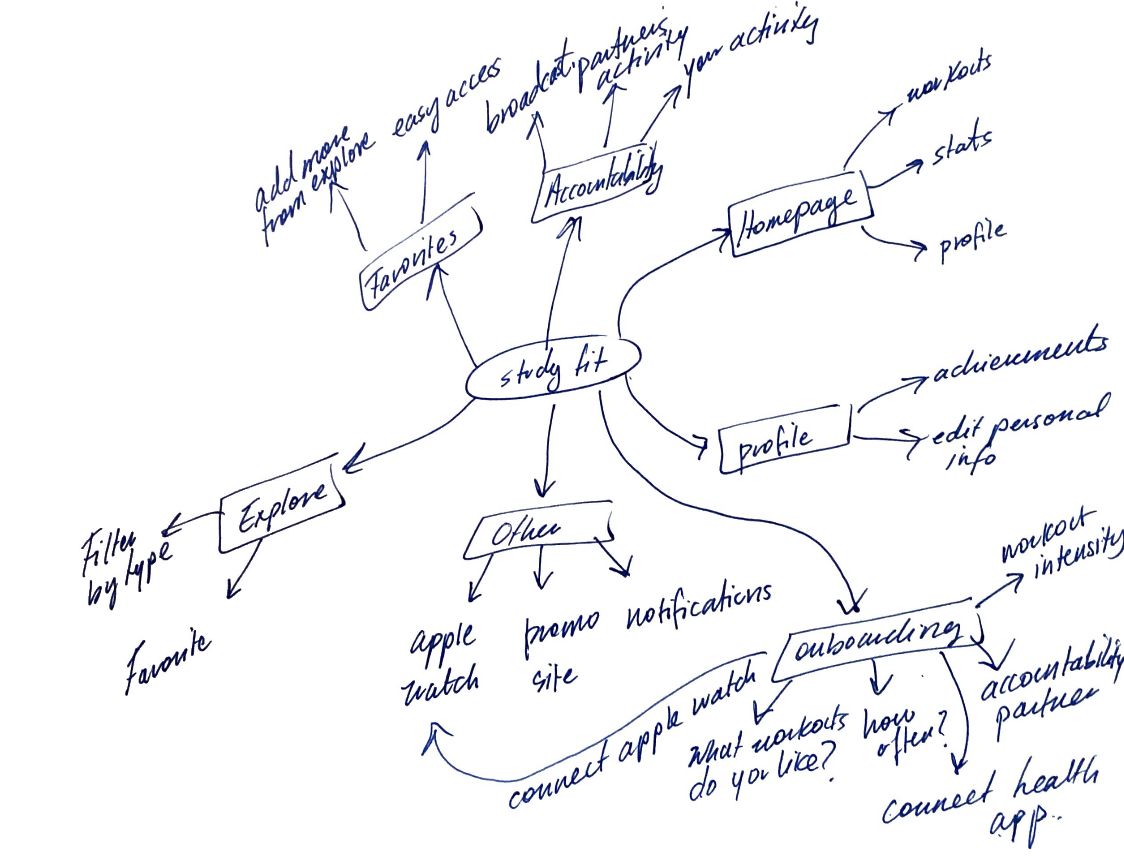 add more
from explore
easy access
Favorites
broadcast
partners
activity
your activity
Accountability
workouts
stats
profile
Homepage
study fit
achievements
edit personal
info
profile
Explore
Filter
by type
Favorite
Other
apple
watch
promo
site
notifications
onboarding
workout
intensity
accountability
partner
connect health
app..
how
often?
what workouts
do you like?
connect apple watch